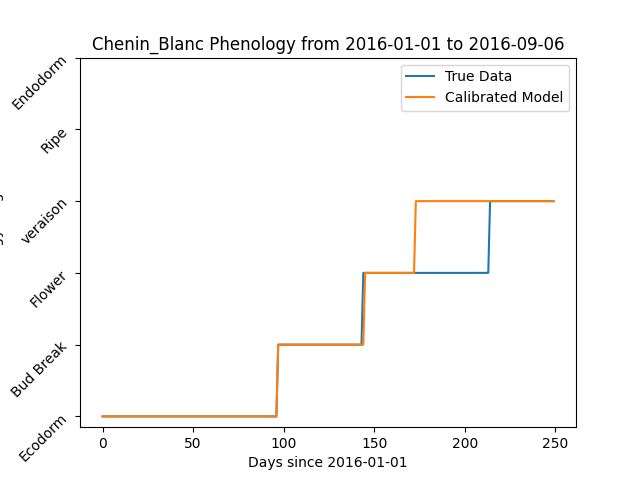 Chenin_Blanc Phenology from 2016-01-01 to 2016-09-06
True Data
Calibrated Model
Endodorm
Ripe
veraison
Flower
Bud Break
Ecodorm
0 50 100 150 200 250
Days since 2016-01-01